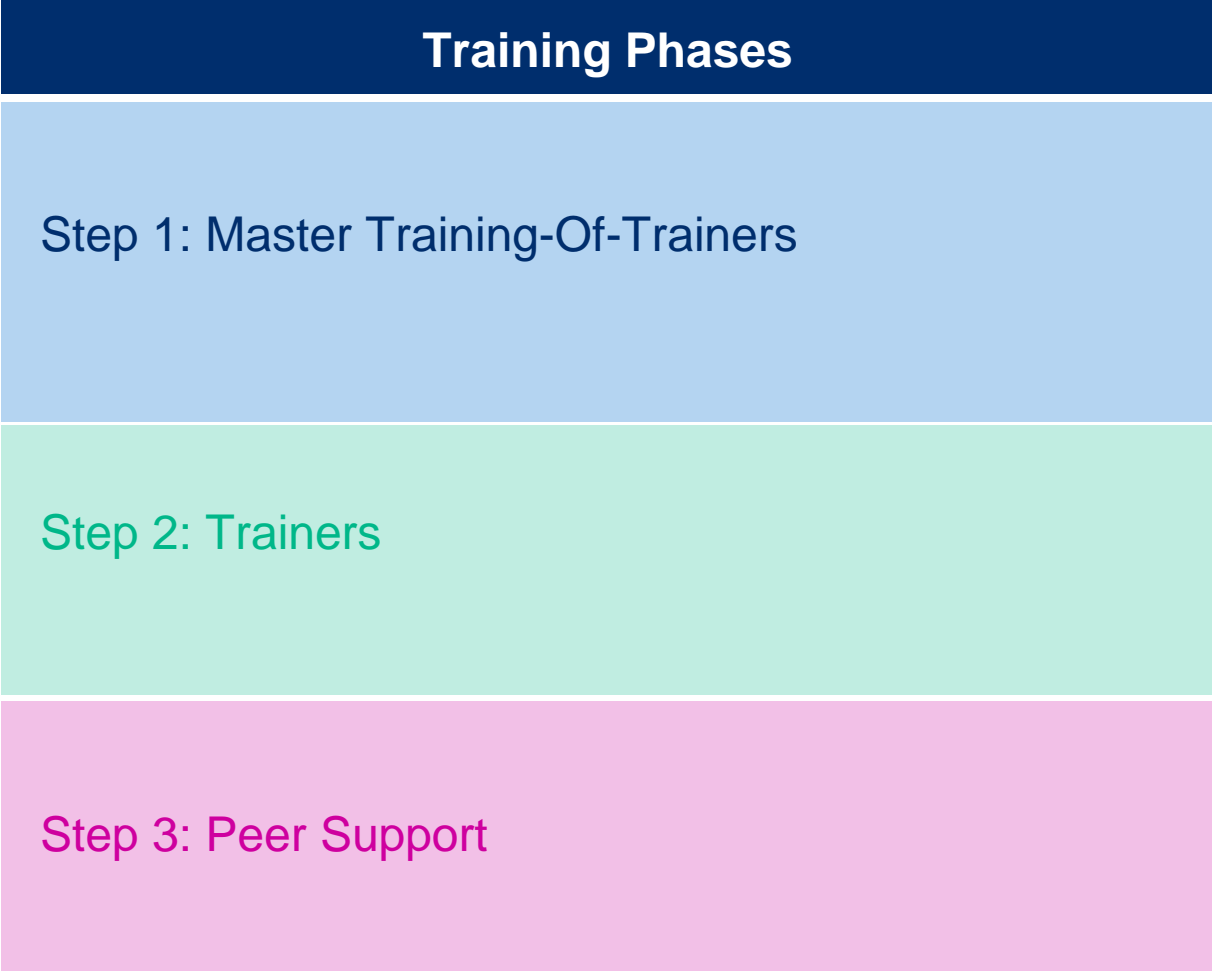 Training Phases
Step 1: Master Training-Of-Trainers
Step 2: Trainers
Step 3: Peer Support